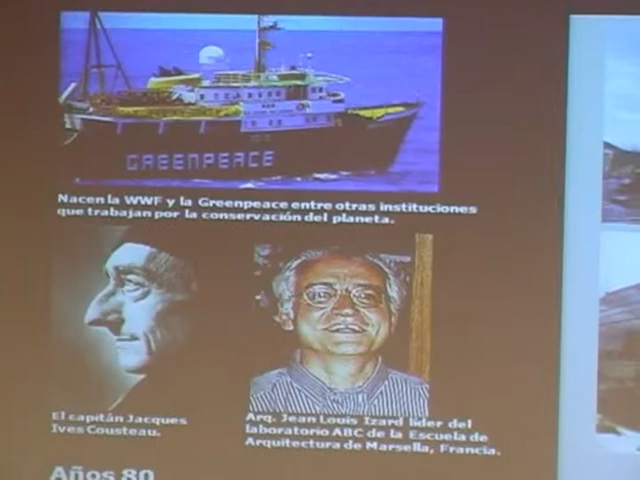 GREENPEACE
Nacen la WWF y la Greenpeace entre otras instituciones
que trabajan por la conservación del planeta.
El capitán Jacques
Ives Cousteau.
Arq. Jean Louis Izard lider del
laboratorio ABC de la Escuela de
Arquitectura de Marsella, Francia.
Años 80